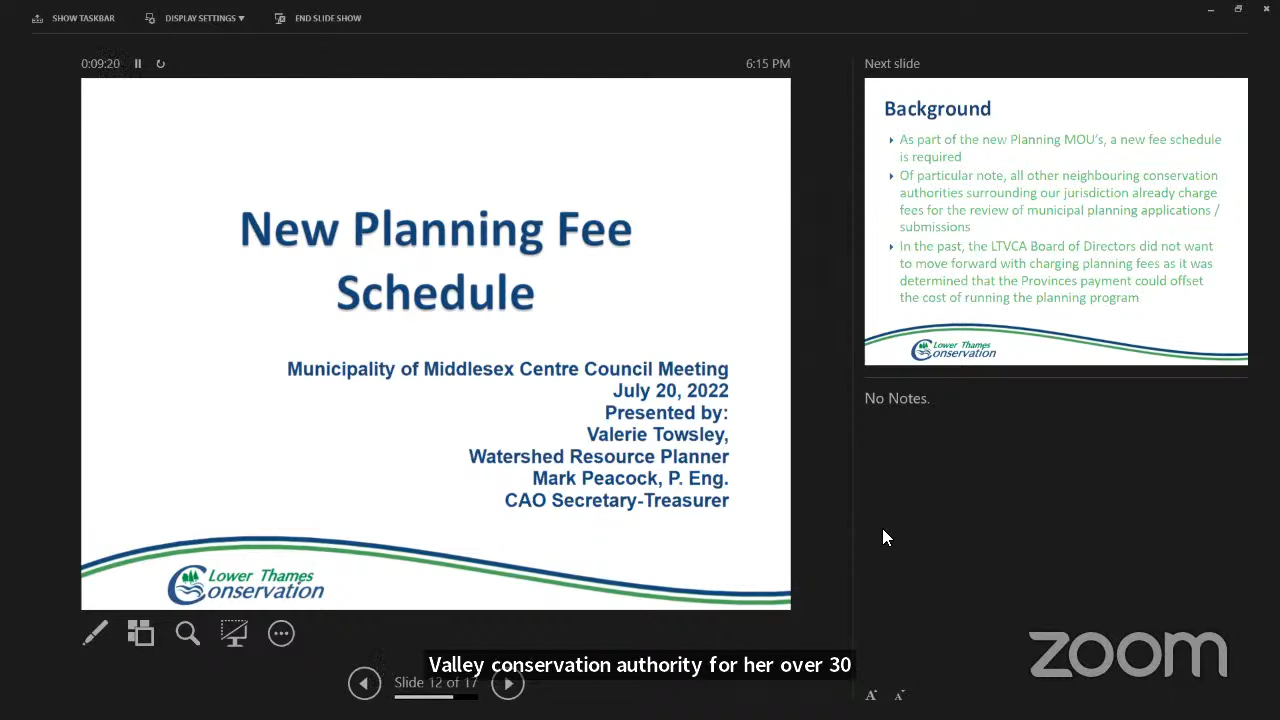 SHOW TASKBAR
DISPLAY SETTINGS ▼
END SLIDE SHOW
0:09:20
6:15 PM
New Planning Fee
Schedule
Municipality of Middlesex Centre Council Meeting
July 20, 2022
Presented by:
Valerie Towsley,
Watershed Resource Planner
Mark Peacock, P. Eng.
CAO Secretary-Treasurer
Lower Thames
Conservation
Next slide
Background
As part of the new Planning MOU's, a new fee schedule
is required
Of particular note, all other neighbouring conservation
authorities surrounding our jurisdiction already charge
fees for the review of municipal planning applications /
submissions
In the past, the LTVCA Board of Directors did not want
to move forward with charging planning fees as it was
determined that the Provinces payment could offset
the cost of running the planning program
Lower Thames
Conservation
No Notes.
Valley conservation authority for her over 30
Slide 12 of 17
A A
zoom